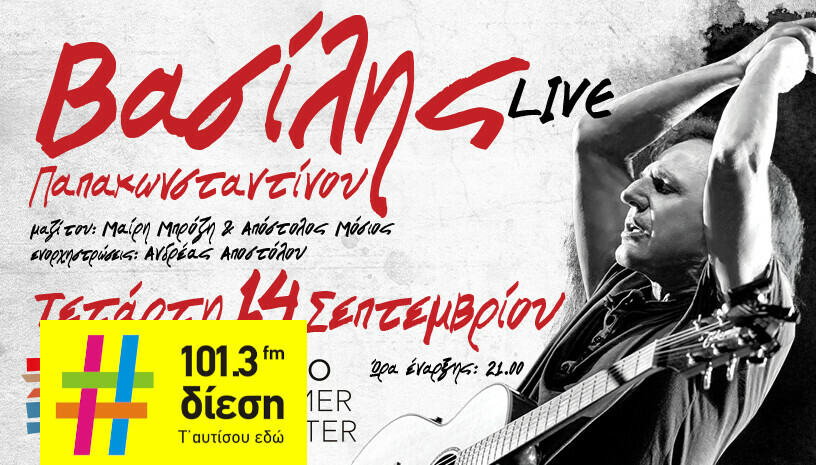 Βασίλης LIVE
Παπακωνσταντίνου
μαζί του: Μαίρη Μπρόζη & Απόστολος Μόσιος
ενορχηστρώσεις: Ανδρέας Αποστόλου
Τετάρτη 14 Σεπτεμβρίου
Ώρα έναρξης: 21.00
101.3 fm
δίεση
Τ'αυτίσου εδώ